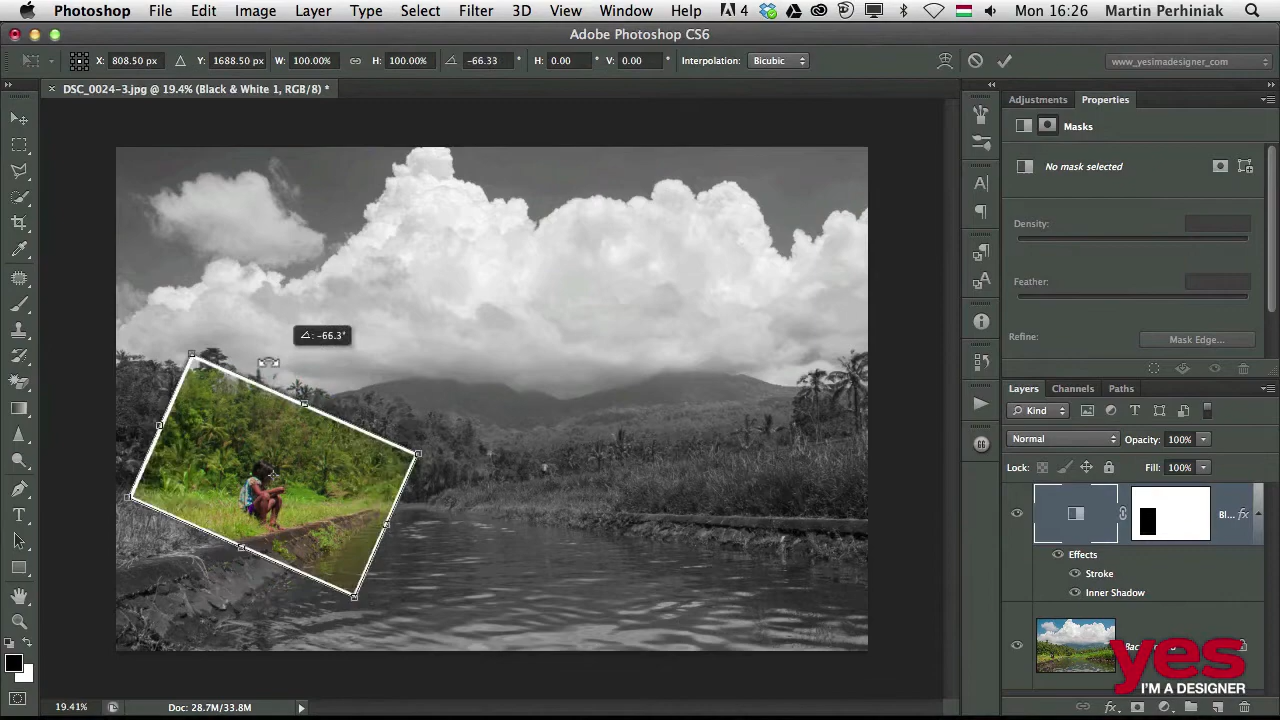 Photoshop File Edit Image Layer Type Select Filter 3D View Window Help 4 Mon 16:26 Martin Perhiniak
Adobe Photoshop CS6
X: 808.50 px Y: 1688.50 px W: 100.00% H: 100.00% -66.33 ° H: 0.00 ° V: 0.00 ° Interpolation: Bicubic www_yesimadesigner_com
× DSC_0024-3.jpg @ 19.4% (Black & White 1, RGB/8) *
Adjustments Properties
Masks
No mask selected
Density:
Feather:
Refine: Mask Edge...
: -66.3°
Layers Channels Paths
Kind
Normal Opacity: 100%
Lock: Fill: 100%
Bl... fx
Effects
Stroke
Inner Shadow
yes
I'M A DESIGNER
19.41% Doc: 28.7M/33.8M